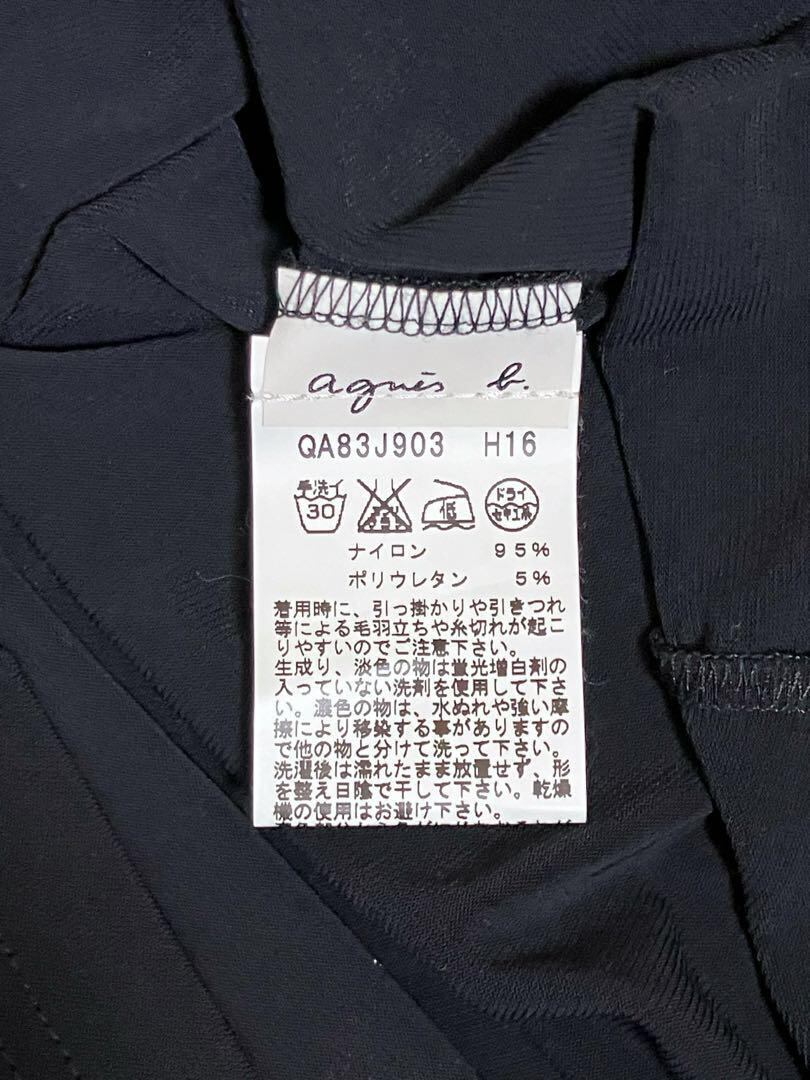 agnès b.
QA83J903 H16
手洗イ
30
低
ドライ
セキユ系
ナイロン 95%
ポリウレタン 5%
着用時に、引っ掛かりや引きつれ
等による毛羽立ちや糸切れが起こ
りやすいのでご注意下さい。
生成り、淡色の物は蛍光増白剤の
入っていない洗剤を使用して下さ
い。濃色の物は、水ぬれや強い摩
擦により移染する事がありますの
で他の物と分けて洗って下さい。
洗濯後は濡れたまま放置せず、形
を整え日陰で干して下さい。乾燥
機の使用はお避け下さい。